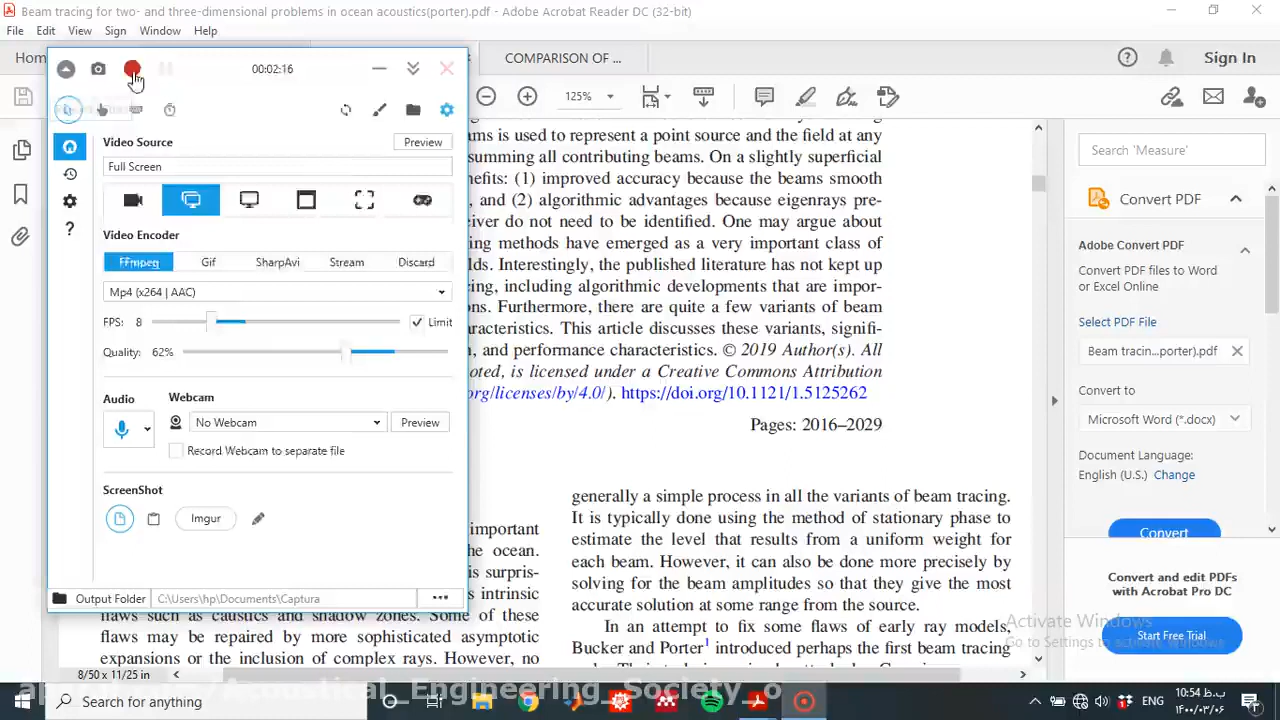 Beam tracing for two- and three-dimensional problems in ocean acoustics(porter).pdf - Adobe Acrobat Reader DC (32-bit)
File Edit View Sign Window Help
Hom
COMPARISON OF ...
Sign In
00:02:16
125%
Search 'Measure'
Video Source
Preview
Full Screen
Video Encoder
FFmpeg Gif SharpAvi Stream Discard
Mp4 (x264 | AAC)
FPS: 8
Limit
Quality: 62%
Audio
Webcam
No Webcam
Preview
Record Webcam to separate file
ScreenShot
Imgur
Output Folder
C:\Users\hp\Documents\Captura
ams is used to represent a point source and the field at any
summing all contributing beams. On a slightly superficial
nefits: (1) improved accuracy because the beams smooth
, and (2) algorithmic advantages because eigenrays pre-
eiver do not need to be identified. One may argue about
ing methods have emerged as a very important class of
lds. Interestingly, the published literature has not kept up
cing, including algorithmic developments that are impor-
ons. Furthermore, there are quite a few variants of beam
aracteristics. This article discusses these variants, signifi-
n, and performance characteristics. © 2019 Author(s). All
oted, is licensed under a Creative Commons Attribution
org/licenses/by/4.0/). https://doi.org/10.1121/1.5125262
Pages: 2016–2029
important
he ocean.
is surpris-
s intrinsic
flaws such as caustics and shadow zones. Some of these
flaws may be repaired by more sophisticated asymptotic
expansions or the inclusion of complex rays. However, no
generally a simple process in all the variants of beam tracing.
It is typically done using the method of stationary phase to
estimate the level that results from a uniform weight for
each beam. However, it can also be done more precisely by
solving for the beam amplitudes so that they give the most
accurate solution at some range from the source.
In an attempt to fix some flaws of early ray models,
Bucker and Porter1 introduced perhaps the first beam tracing
Convert PDF
Adobe Convert PDF
Convert PDF files to Word
or Excel Online
Select PDF File
Beam tracin...porter).pdf
Convert to
Microsoft Word (*.docx)
Document Language:
English (U.S.) Change
Convert
Convert and edit PDFs
with Acrobat Pro DC
Start Free Trial
Activate Windows
Go to Settings to activate Windows.
8/50 x 11/25 in
Acoustical_Engineering_Society_o
Search for anything
ENG
10:54 ب.ظ
۱۴۰۰/۰۳/۰۶